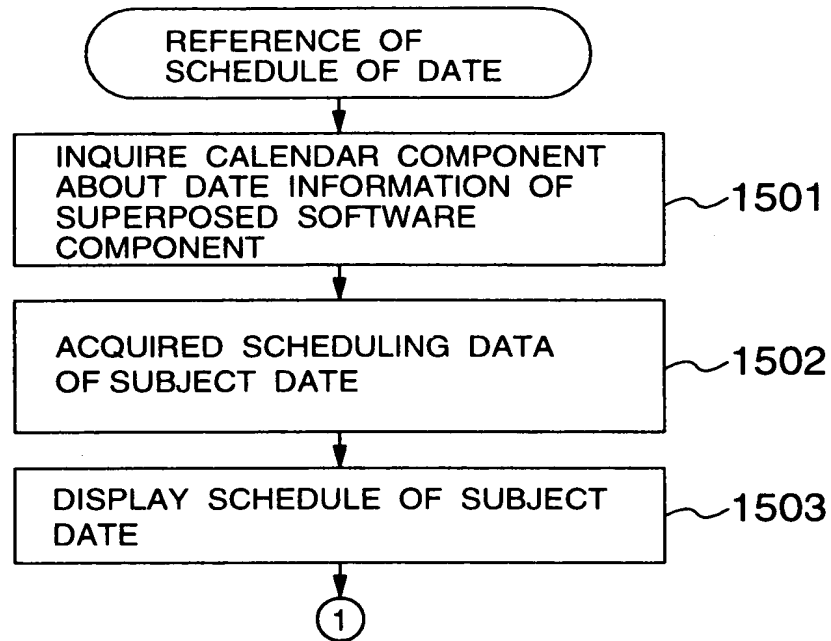 REFERENCE OF
SCHEDULE OF DATE
INQUIRE CALENDAR COMPONENT
ABOUT DATE INFORMATION OF
SUPERPOSED SOFTWARE
COMPONENT
1501
ACQUIRED SCHEDULING DATA
OF SUBJECT DATE
1502
DISPLAY SCHEDULE OF SUBJECT
DATE
1503
1